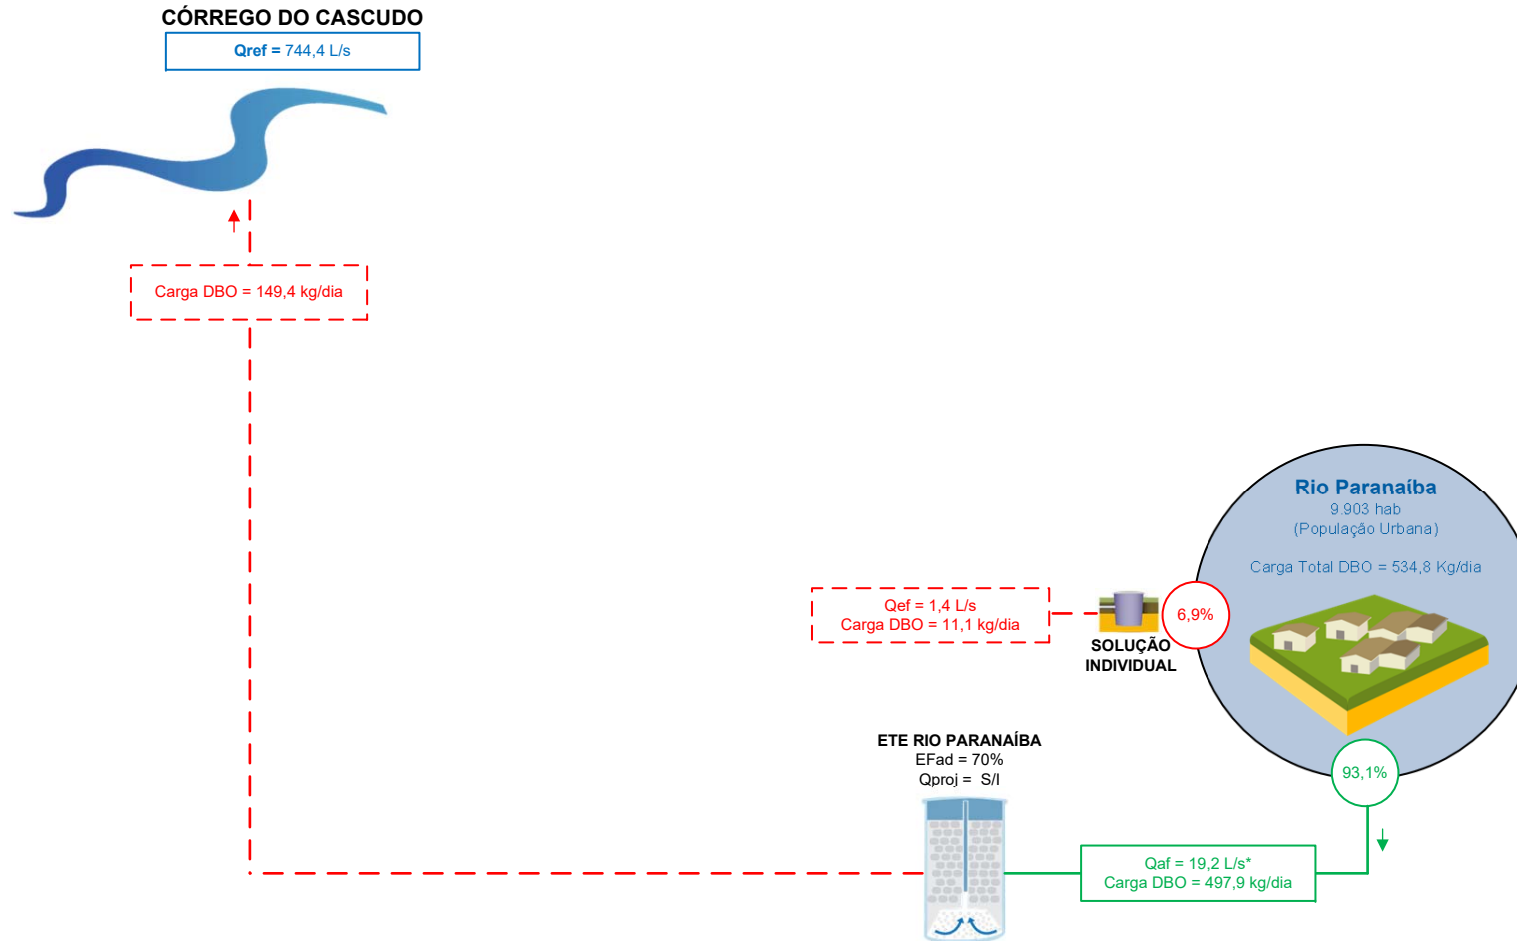 CÓRREGO DO CASCUDO
Qref = 744,4 L/s
Carga DBO = 149,4 kg/dia
Rio Paranaíba
9.903 hab
(População Urbana)
Carga Total DBO = 534,8 Kg/dia
Qef = 1,4 L/s
Carga DBO = 11,1 kg/dia
6,9%
SOLUÇÃO
INDIVIDUAL
ETE RIO PARANAÍBA
EFad = 70%
Qproj = S/I
93,1%
Qaf = 19,2 L/s*
Carga DBO = 497,9 kg/dia